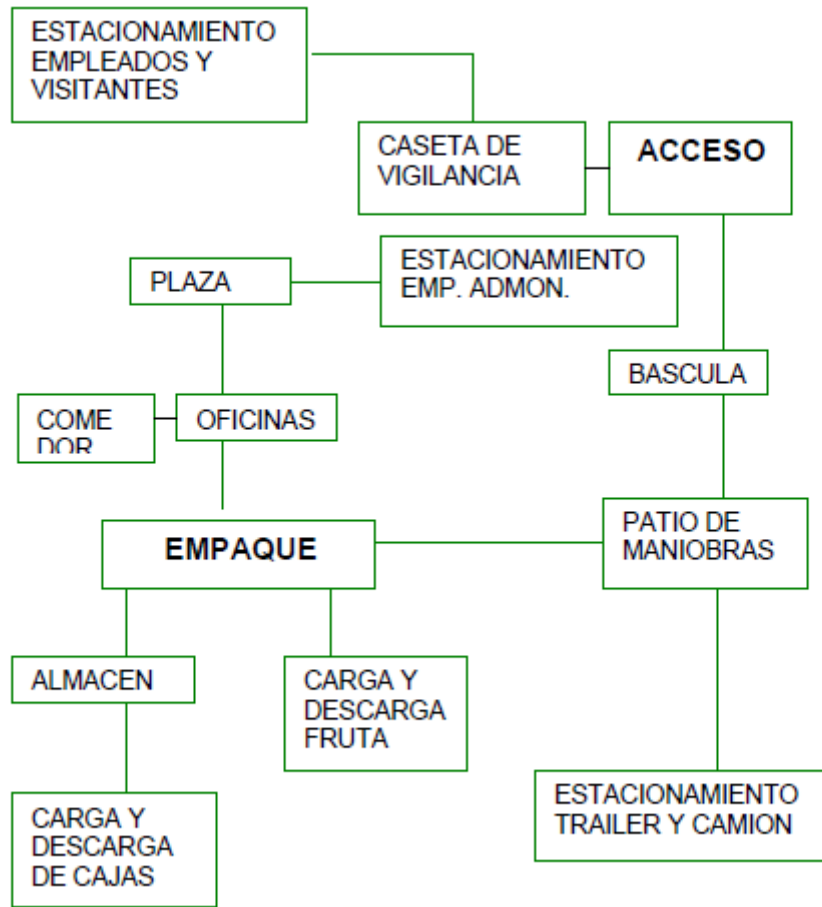 ESTACIONAMIENTO
EMPLEADOS Y
VISITANTES
CASETA DE
VIGILANCIA
ACCESO
PLAZA
ESTACIONAMIENTO
EMP. ADMON.
BASCULA
COME
DOR
OFICINAS
EMPAQUE
PATIO DE
MANIOBRAS
ALMACEN
CARGA Y
DESCARGA
FRUTA
ESTACIONAMIENTO
TRAILER Y CAMION
CARGA Y
DESCARGA
DE CAJAS